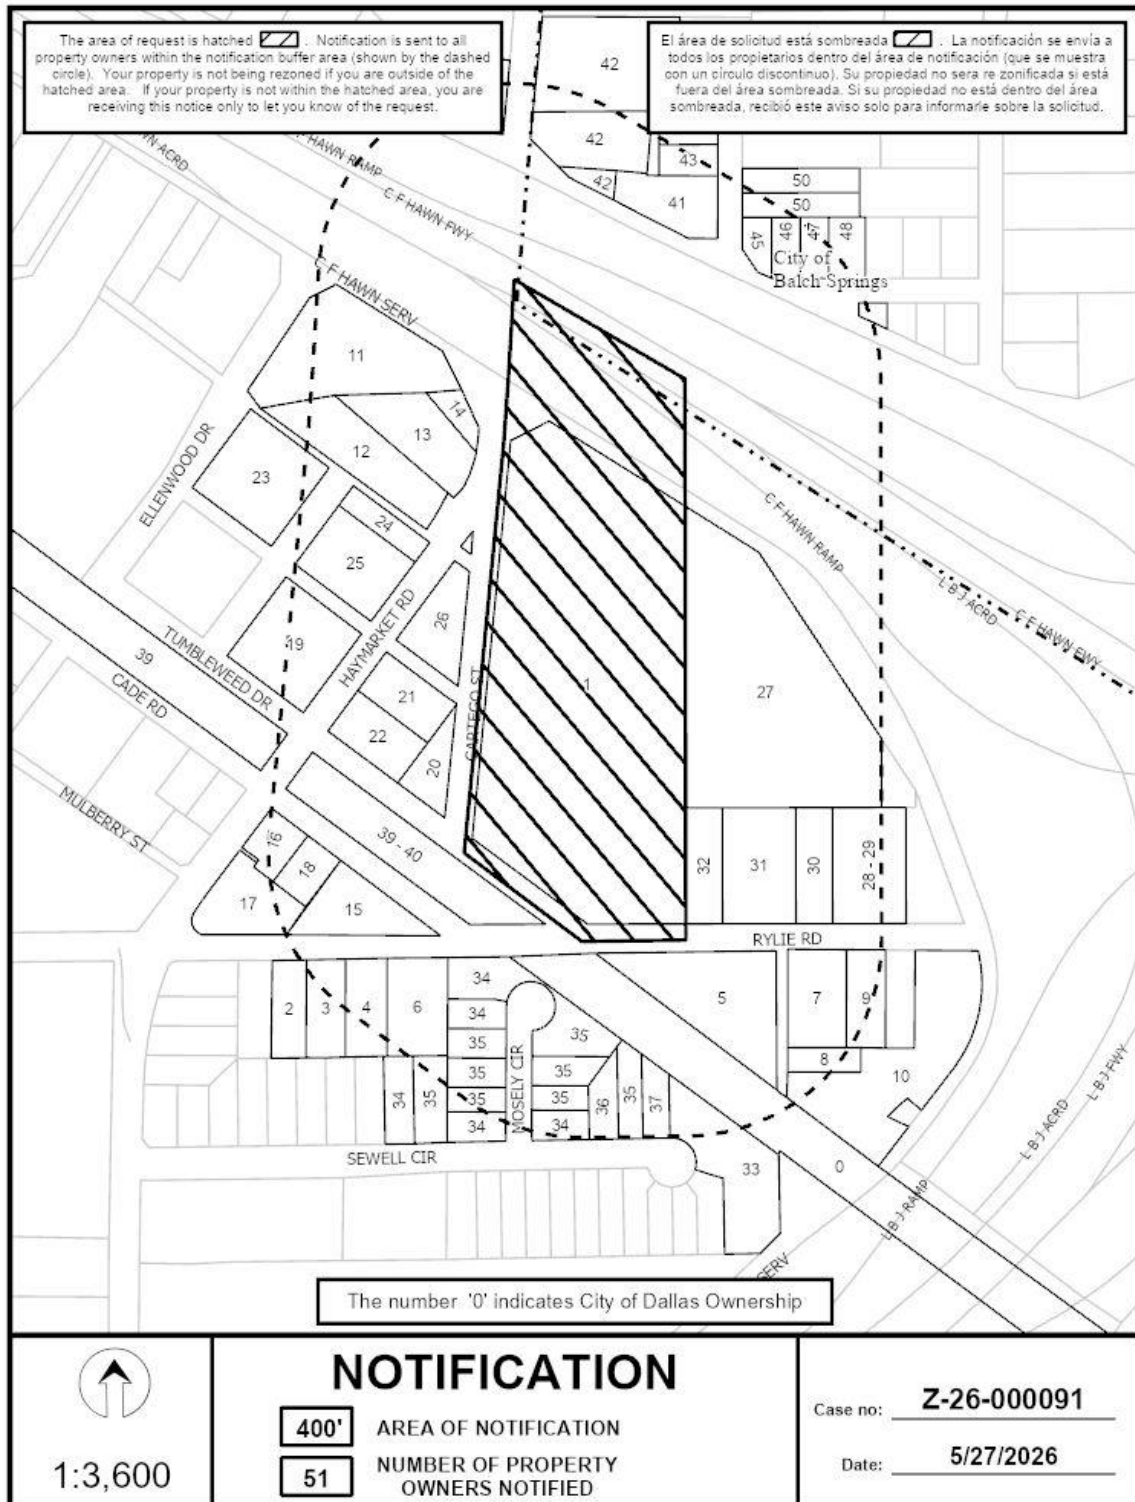 The area of request is hatched . Notification is sent to all
property owners within the notification buffer area (shown by the dashed
circle). Your property is not being rezoned if you are outside of the
hatched area. If your property is not within the hatched area, you are
receiving this notice only to let you know of the request.
El área de solicitud está sombreada . La notificación se envía a
todos los propietarios dentro del área de notificación (que se muestra
con un círculo discontinuo). Su propiedad no sera re zonificada si está
fuera del área sombreada. Si su propiedad no está dentro del área
sombreada, recibió este aviso solo para informarle sobre la solicitud.
42
42
43
42
41
50
50
45
46
47
48
City of
Balch Springs
C F HAWN FWY
C F HAWN SERV
11
14
13
12
23
ELLENWOOD DR
24
25
19
HAYMARKET RD
26
21
22
20
1
27
C F HAWN RAMP
L B J ACRD
C F HAWN FWY
39
TUMBLEWEED DR
CADE RD
MULBERRY ST
39 - 40
16
18
17
15
32
31
30
28 - 29
RYLIE RD
2
3
4
6
34
34
35
35
35
34
34
35
MOSELY CIR
35
35
35
34
36
35
37
5
7
9
8
10
SEWELL CIR
33
0
L B J RAMP
L B J ACRD
L B J FWY
The number '0' indicates City of Dallas Ownership
1:3,600
NOTIFICATION
400' AREA OF NOTIFICATION
51 NUMBER OF PROPERTY
OWNERS NOTIFIED
Case no: Z-26-000091
Date: 5/27/2026